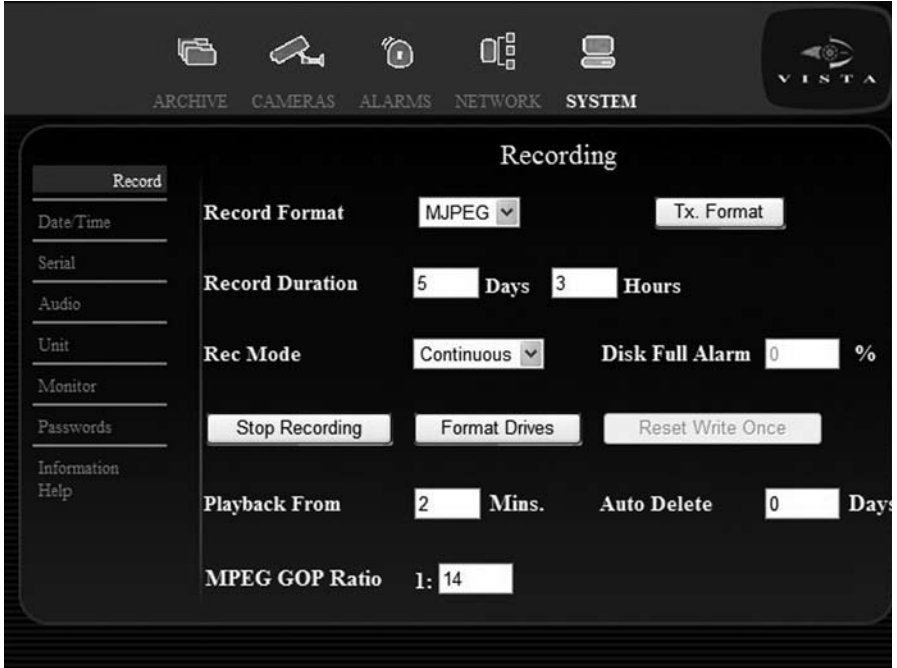 ARCHIVE CAMERAS ALARMS NETWORK SYSTEM
VISTA
Recording
Record
Date/Time
Serial
Audio
Unit
Monitor
Passwords
Information
Help
Record Format MJPEG Tx. Format
Record Duration 5 Days 3 Hours
Rec Mode Continuous Disk Full Alarm 0 %
Stop Recording Format Drives Reset Write Once
Playback From 2 Mins. Auto Delete 0 Days
MPEG GOP Ratio 1: 14